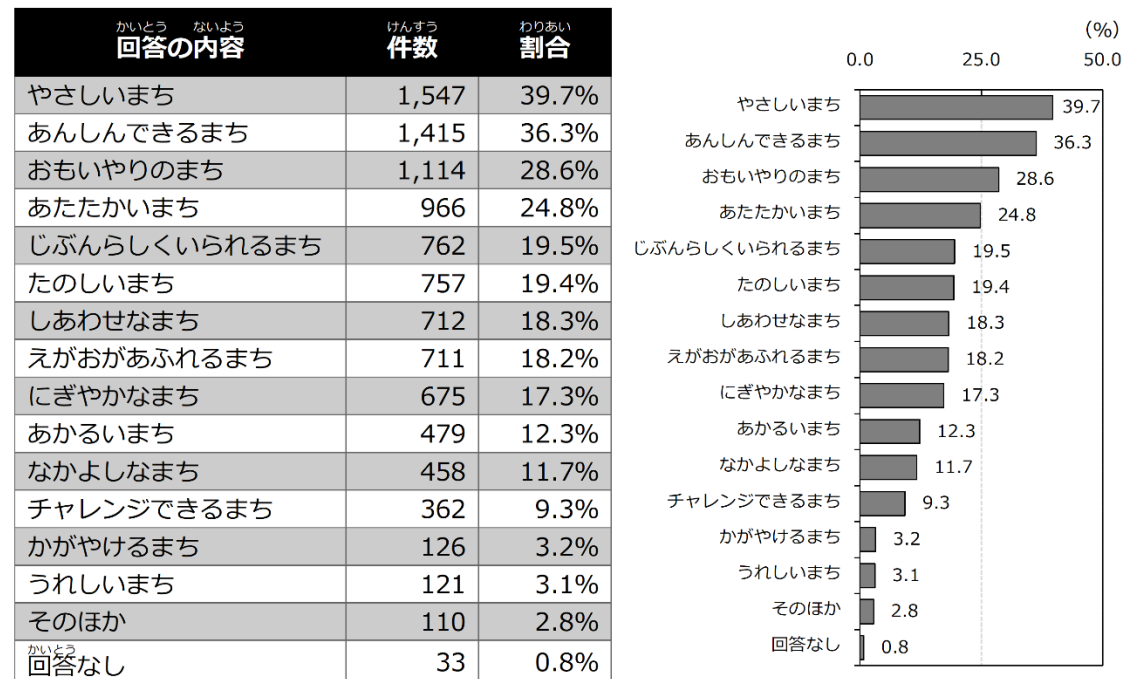 かいとう ないよう けんすう わりあい
回答の内容 件数 割合
やさしいまち 1,547 39.7%
あんしんできるまち 1,415 36.3%
おもいやりのまち 1,114 28.6%
あたたかいまち 966 24.8%
じぶんらしくいられるまち 762 19.5%
たのしいまち 757 19.4%
しあわせなまち 712 18.3%
えがおがあふれるまち 711 18.2%
にぎやかなまち 675 17.3%
あかるいまち 479 12.3%
なかよしなまち 458 11.7%
チャレンジできるまち 362 9.3%
かがやけるまち 126 3.2%
うれしいまち 121 3.1%
そのほか 110 2.8%
かいとう
回答なし 33 0.8%
(%)
0.0 25.0 50.0
やさしいまち 39.7
あんしんできるまち 36.3
おもいやりのまち 28.6
あたたかいまち 24.8
じぶんらしくいられるまち 19.5
たのしいまち 19.4
しあわせなまち 18.3
えがおがあふれるまち 18.2
にぎやかなまち 17.3
あかるいまち 12.3
なかよしなまち 11.7
チャレンジできるまち 9.3
かがやけるまち 3.2
うれしいまち 3.1
そのほか 2.8
回答なし 0.8